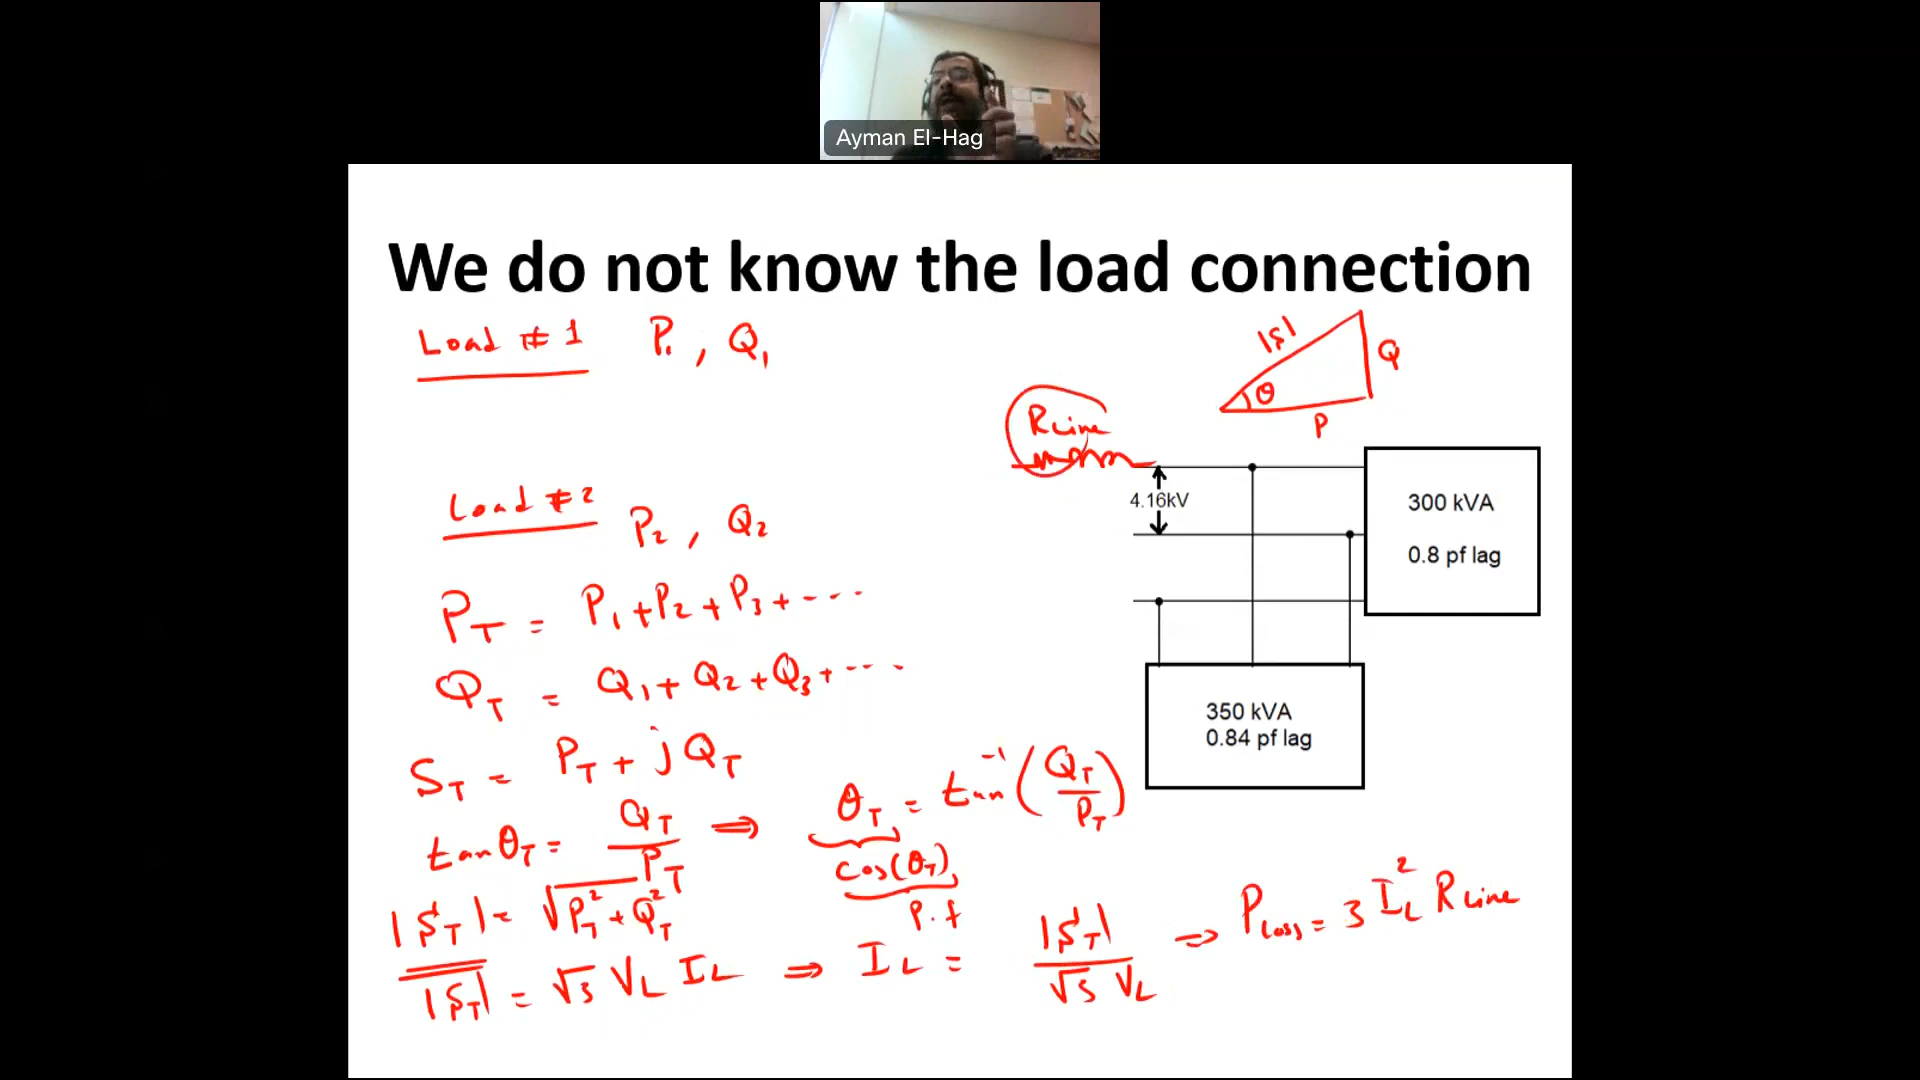 Ayman El-Hag
We do not know the load connection
Load # 1 P1 , Q1
|S| Q θ P
Rline
4.16kV
300 kVA
0.8 pf lag
Load # 2 P2 , Q2
PT = P1 + P2 + P3 + ----
QT = Q1 + Q2 + Q3 + ----
350 kVA
0.84 pf lag
ST = PT + j QT
tan θT = QT / PT ⇒ θT = tan⁻¹ (QT / PT)
cos(θT)
p.f
|ST| = √(PT² + QT²)
|ST| = √3 VL IL ⇒ IL = |ST| / √3 VL ⇒ Ploss = 3 IL² Rline